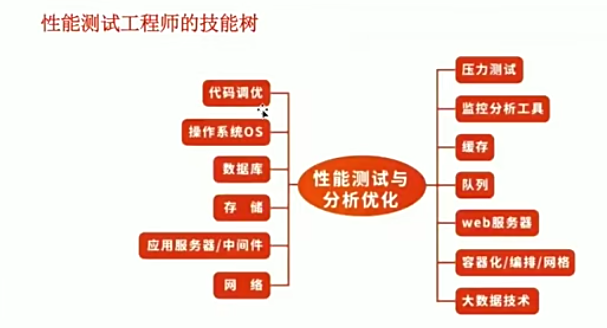 性能测试工程师的技能树
代码调优
操作系统OS
数据库
存 储
应用服务器/中间件
网 络
性能测试与
分析优化
压力测试
监控分析工具
缓存
队列
web服务器
容器化/编排/网格
大数据技术